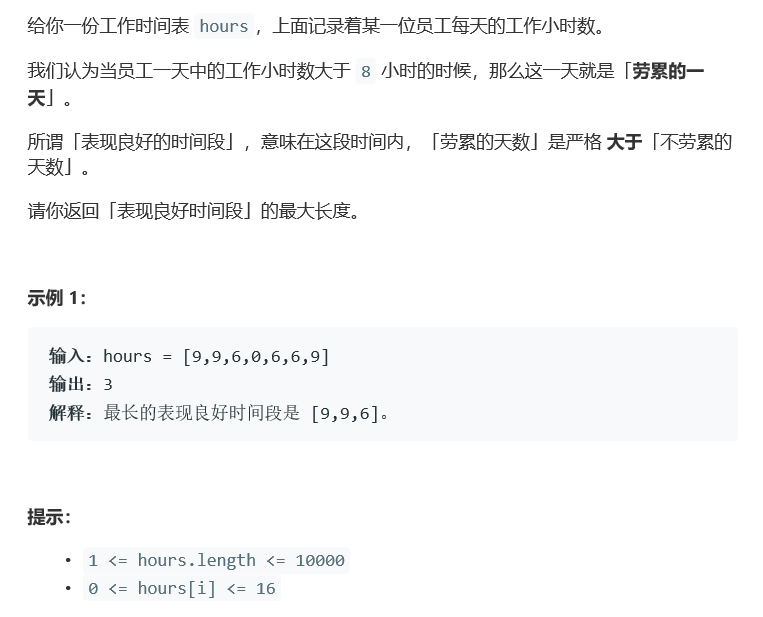 给你一份工作时间表 hours，上面记录着某一位员工每天的工作小时数。
我们认为当员工一天中的工作小时数大于 8 小时的时候，那么这一天就是「劳累的一
天」。
所谓「表现良好的时间段」，意味在这段时间内，「劳累的天数」是严格 大于「不劳累的
天数」。
请你返回「表现良好时间段」的最大长度。
示例 1：
输入：hours = [9,9,6,0,6,6,9]
输出：3
解释：最长的表现良好时间段是 [9,9,6]。
提示：
• 1 <= hours.length <= 10000
• 0 <= hours[i] <= 16